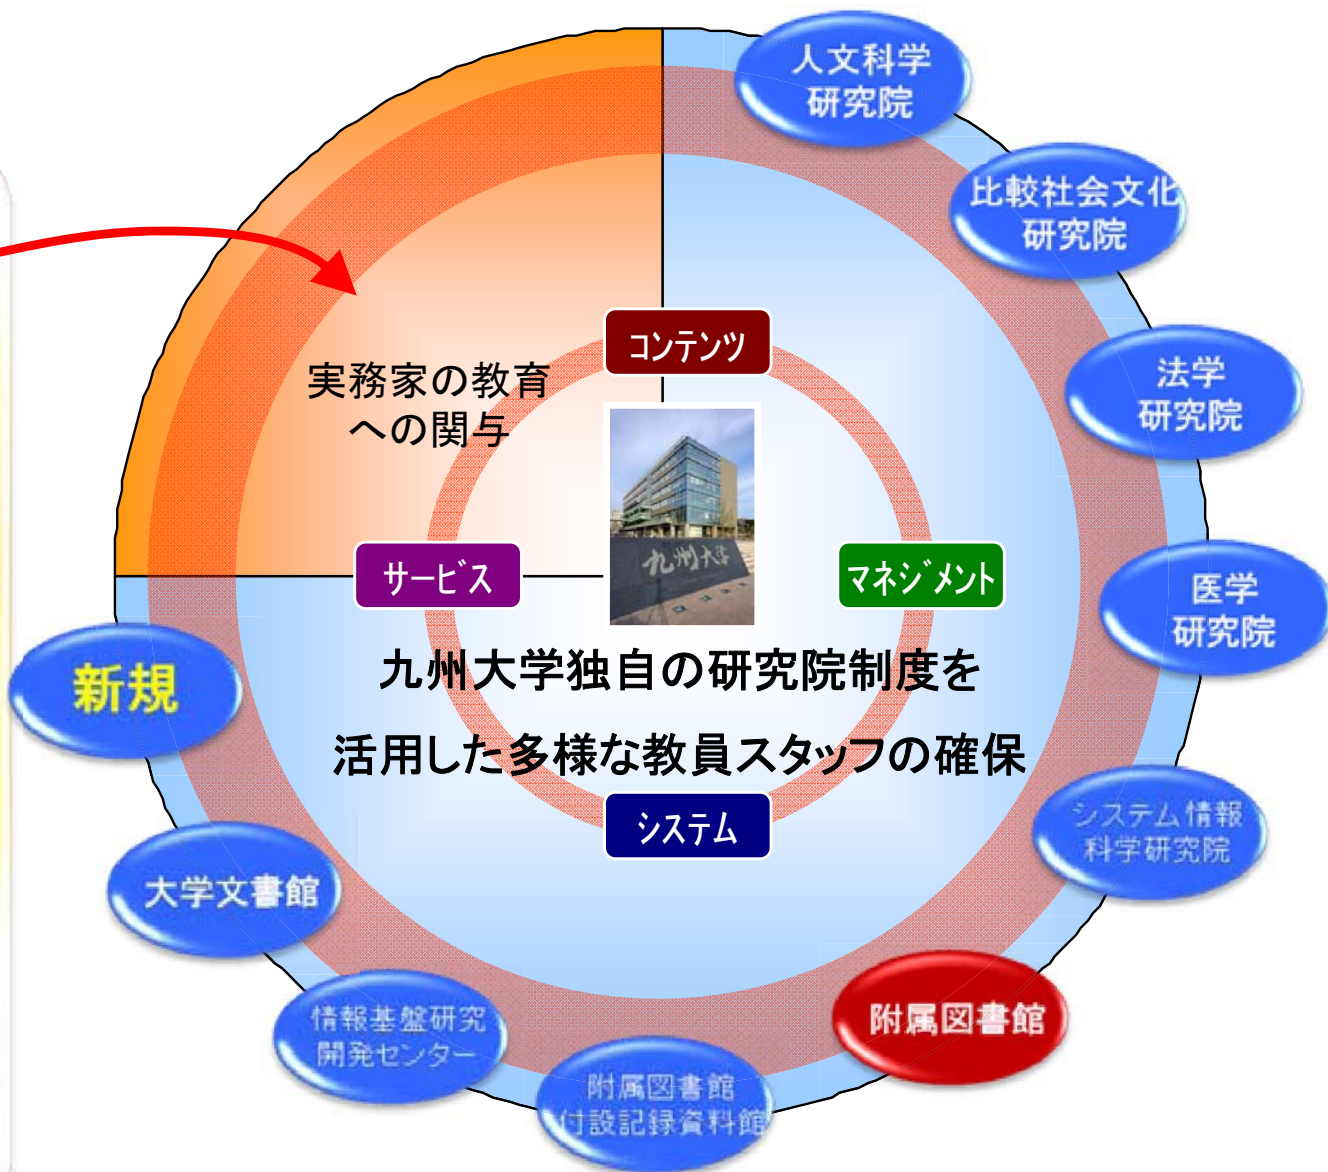 人文科学
研究院
比較社会文化
研究院
法学
研究院
医学
研究院
システム情報
科学研究院
附属図書館
附属図書館
付設記録資料館
情報基盤研究
開発センター
大学文書館
新規
実務家の教育
への関与
コンテンツ
サービス
マネジメント
九州大学
九州大学独自の研究院制度を
活用した多様な教員スタッフの確保
システム